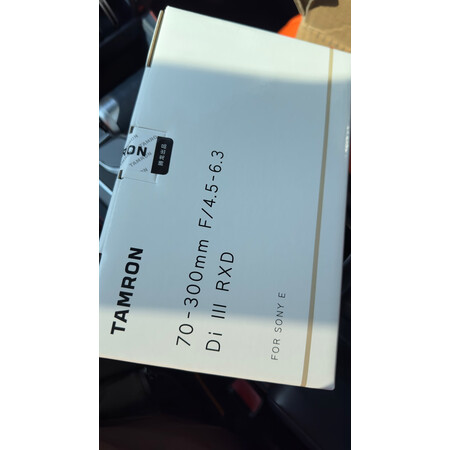 TAMRON
70-300mm F/4.5-6.3
Di III RXD
FOR SONY E